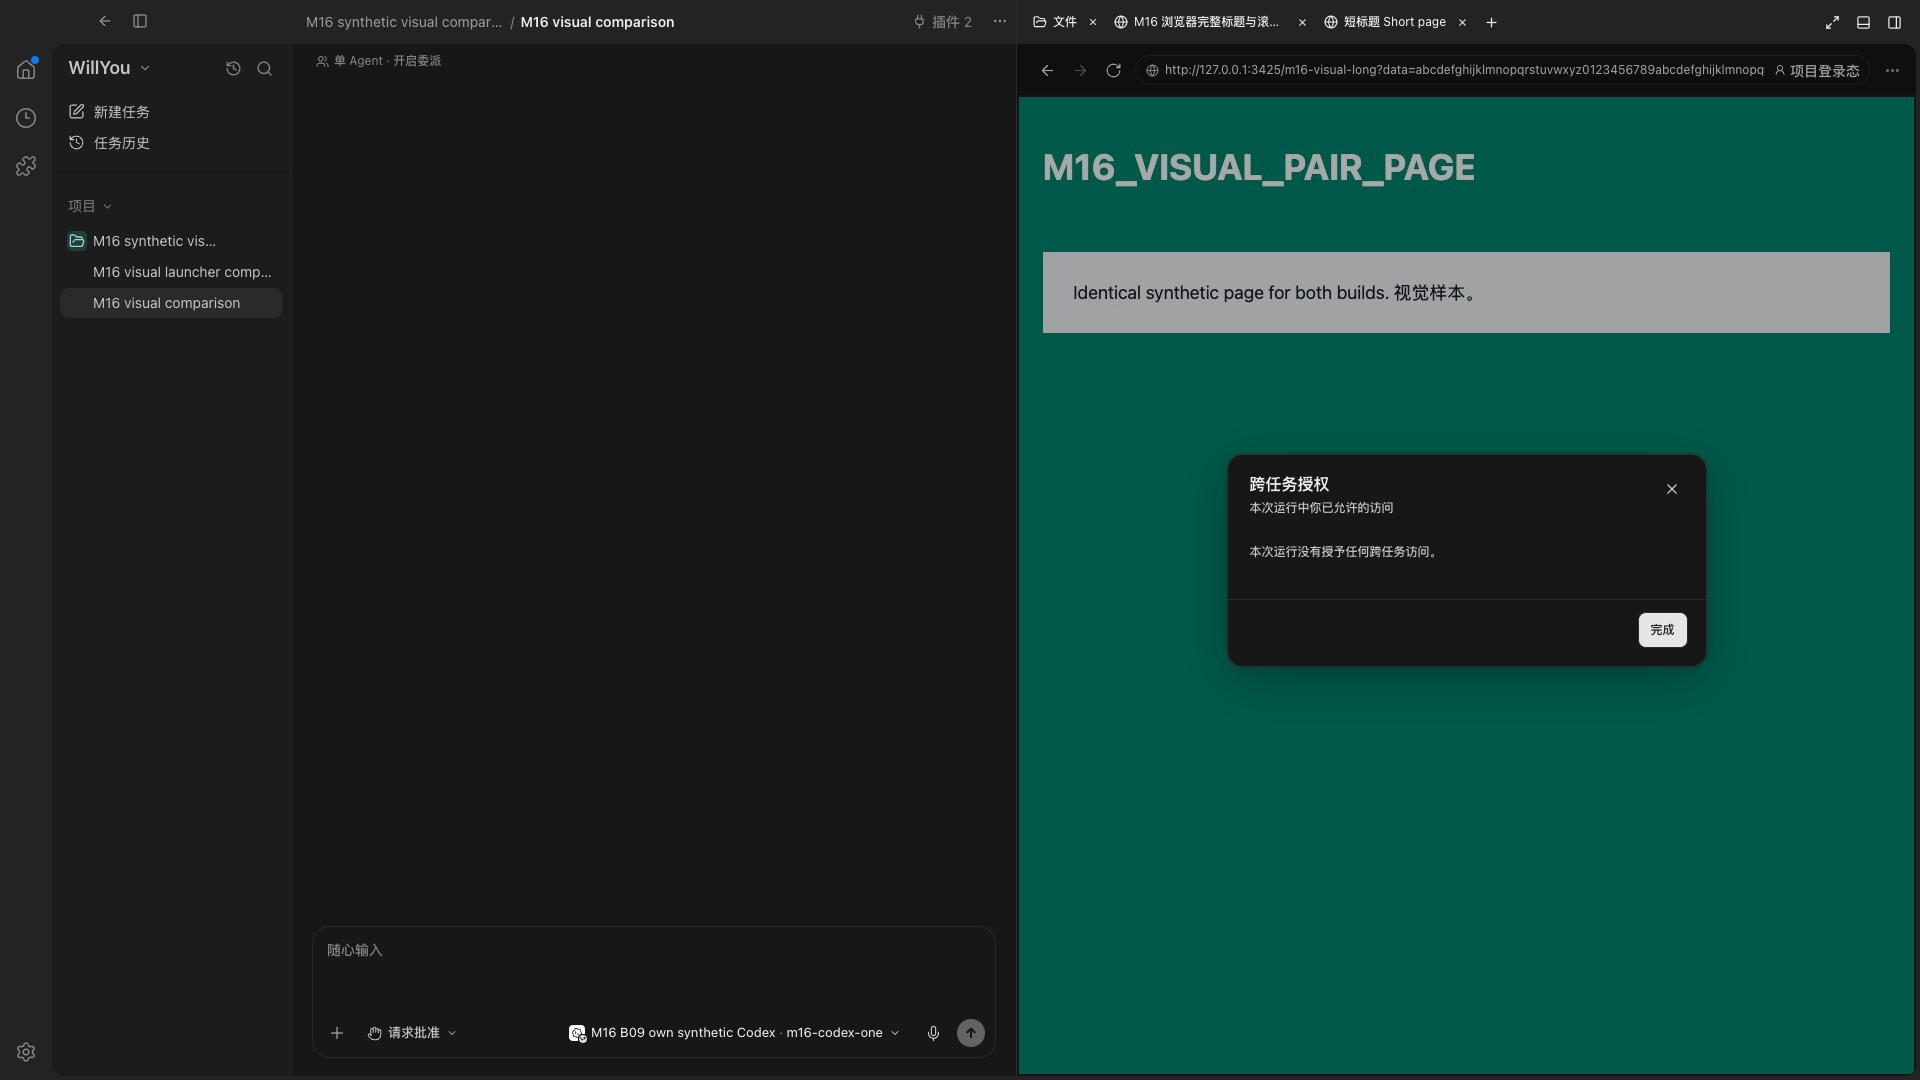 M16 synthetic visual compar... / M16 visual comparison
插件 2
文件
M16 浏览器完整标题与滚...
短标题 Short page
WillYou
新建任务
任务历史
项目
M16 synthetic vis...
M16 visual launcher comp...
M16 visual comparison
单 Agent · 开启委派
随心输入
请求批准
M16 B09 own synthetic Codex · m16-codex-one
http://127.0.0.1:3425/m16-visual-long?data=abcdefghijklmnopqrstuvwxyz0123456789abcdefghijklmnopq
项目登录态
M16_VISUAL_PAIR_PAGE
Identical synthetic page for both builds. 视觉样本。
跨任务授权
本次运行中你已允许的访问
本次运行没有授予任何跨任务访问。
完成